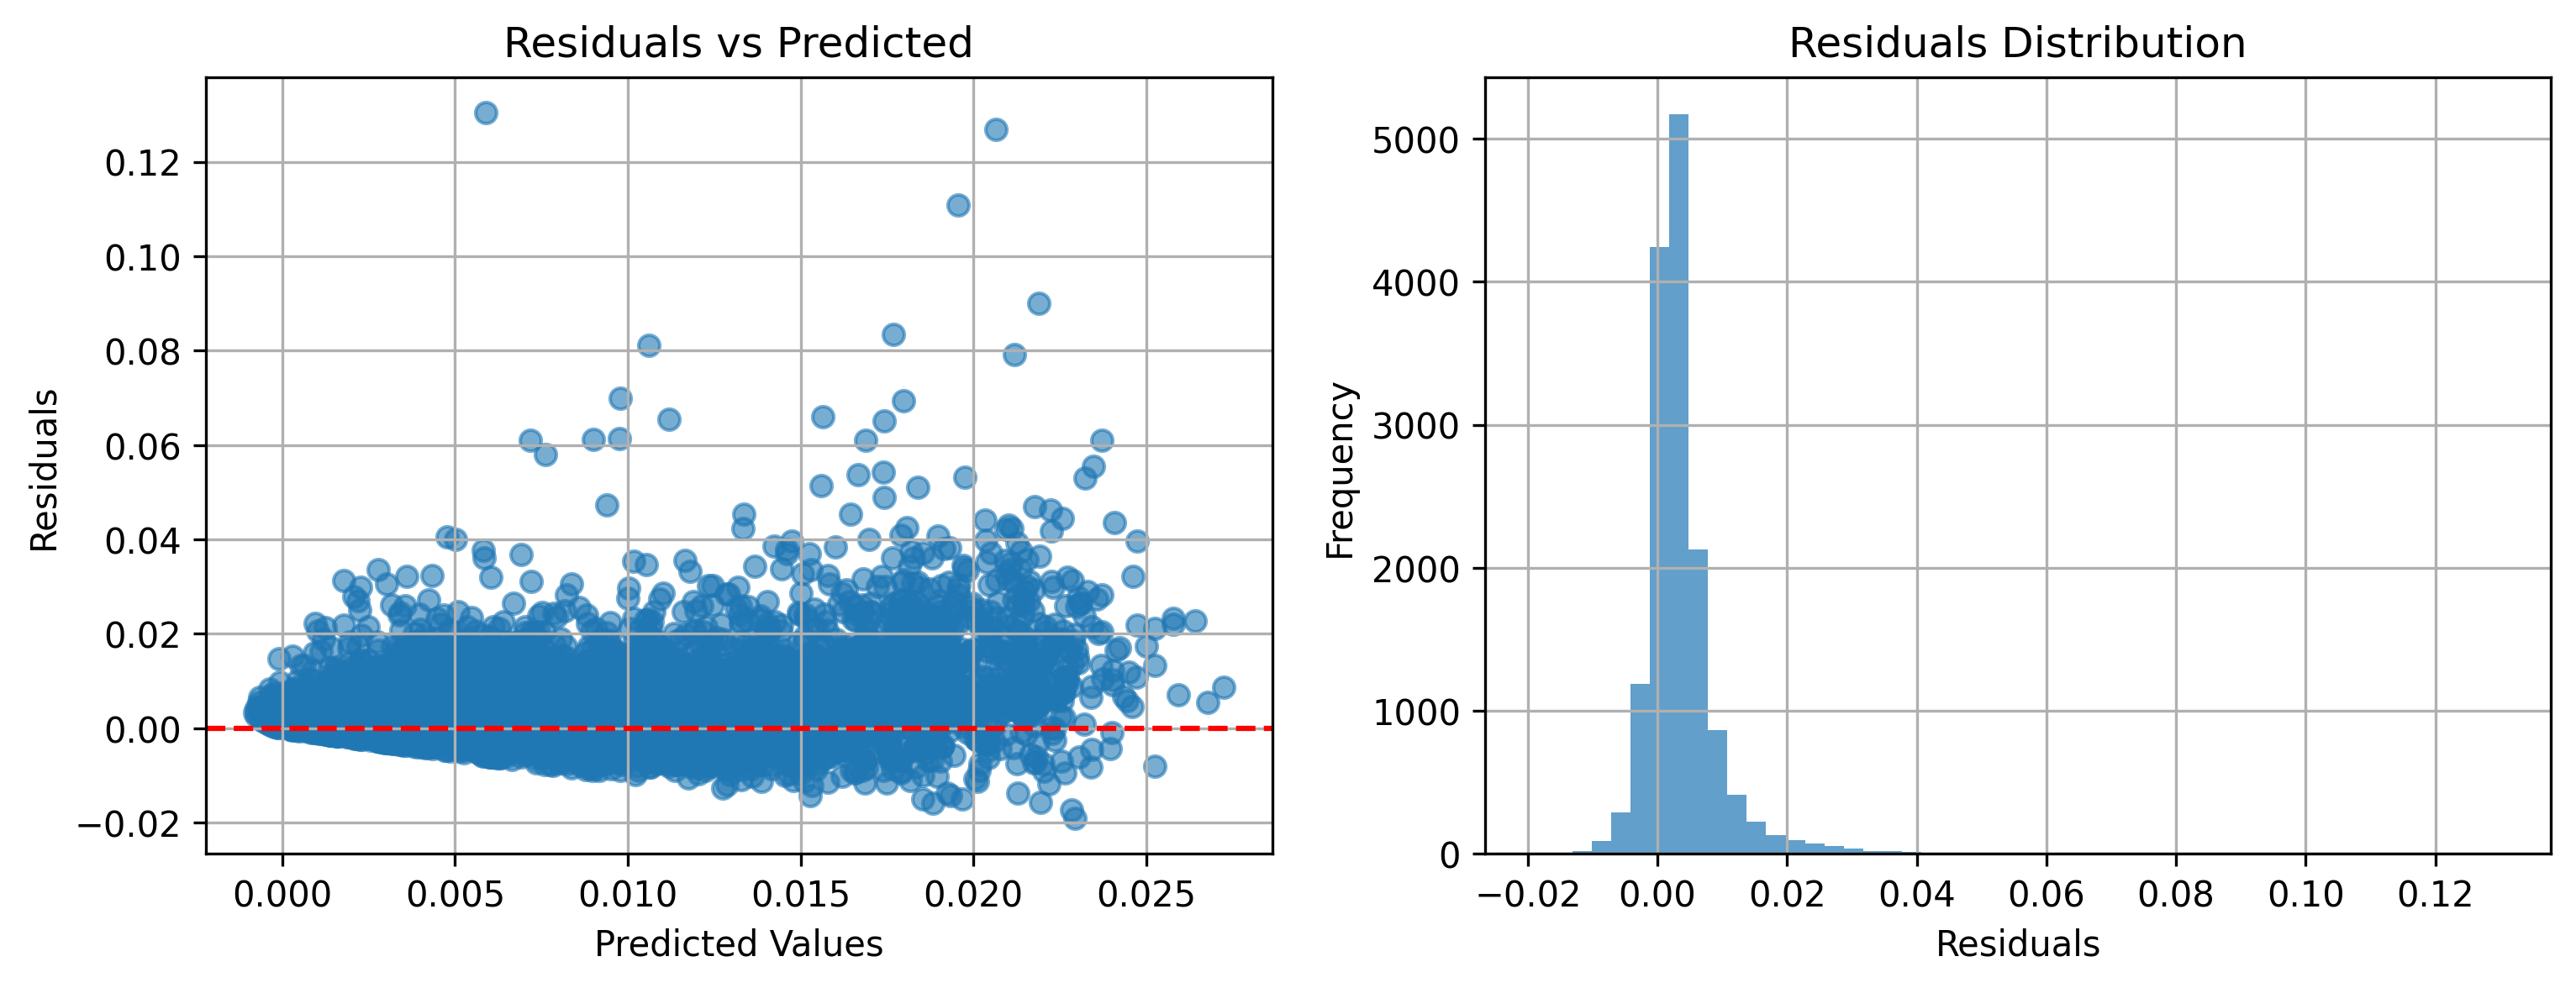 Residuals vs Predicted
0.12
0.10
0.08
0.06
0.04
0.02
0.00
−0.02
Residuals
0.000 0.005 0.010 0.015 0.020 0.025
Predicted Values
Residuals Distribution
5000
4000
3000
2000
1000
0
Frequency
−0.02 0.00 0.02 0.04 0.06 0.08 0.10 0.12
Residuals